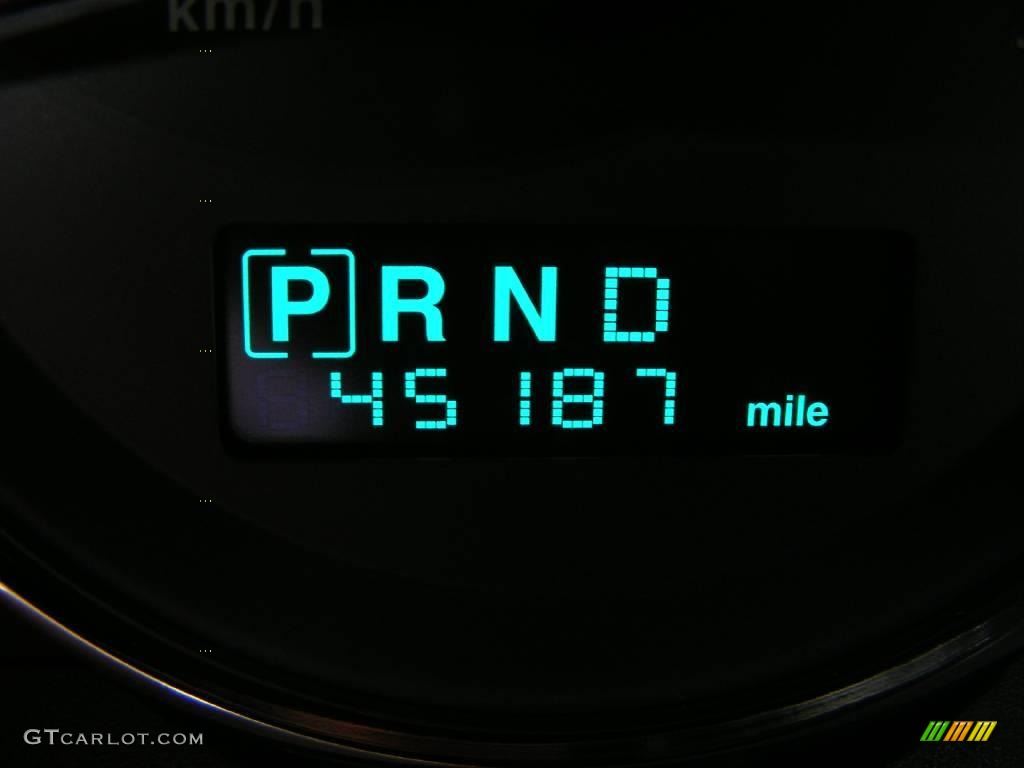 km/h
P R N D
45187 mile
GTCARLOT.COM